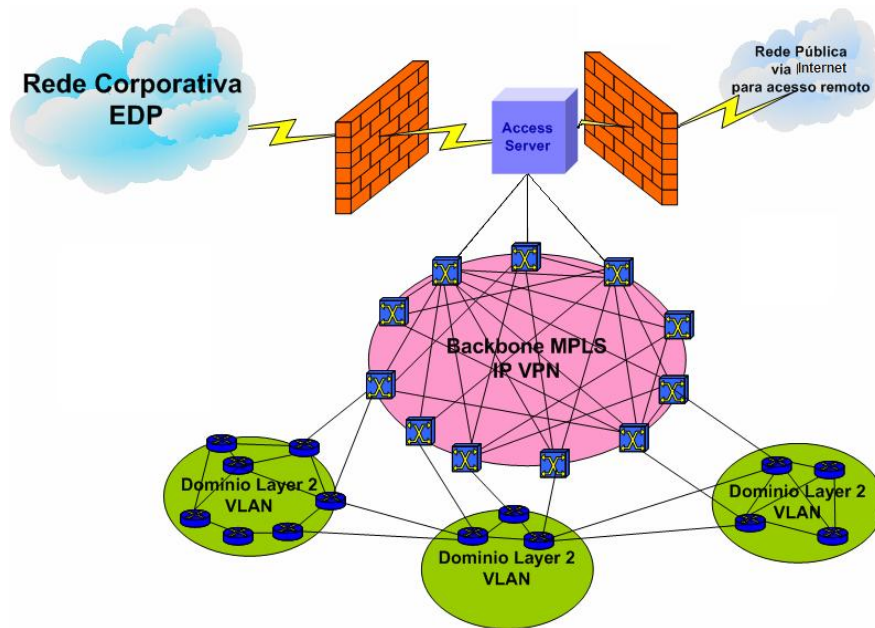 Rede Corporativa
EDP
Access
Server
Rede Pública
via Internet
para acesso remoto
Backbone MPLS
IP VPN
Dominio Layer 2
VLAN
Dominio Layer 2
VLAN
Dominio Layer 2
VLAN